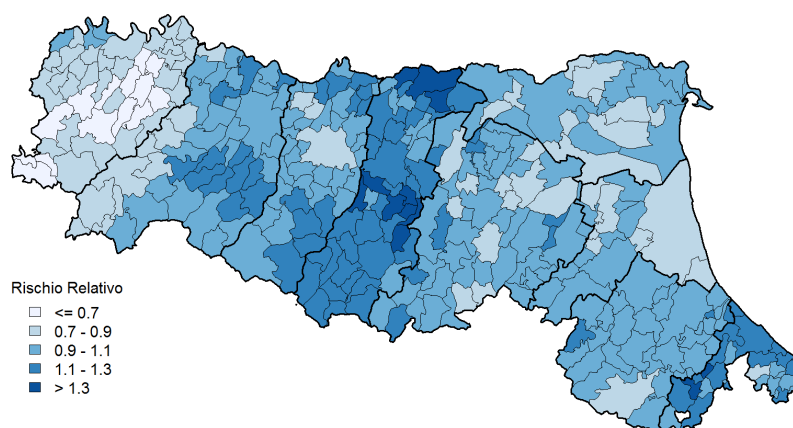 Rischio Relativo
<= 0.7
0.7 - 0.9
0.9 - 1.1
1.1 - 1.3
> 1.3